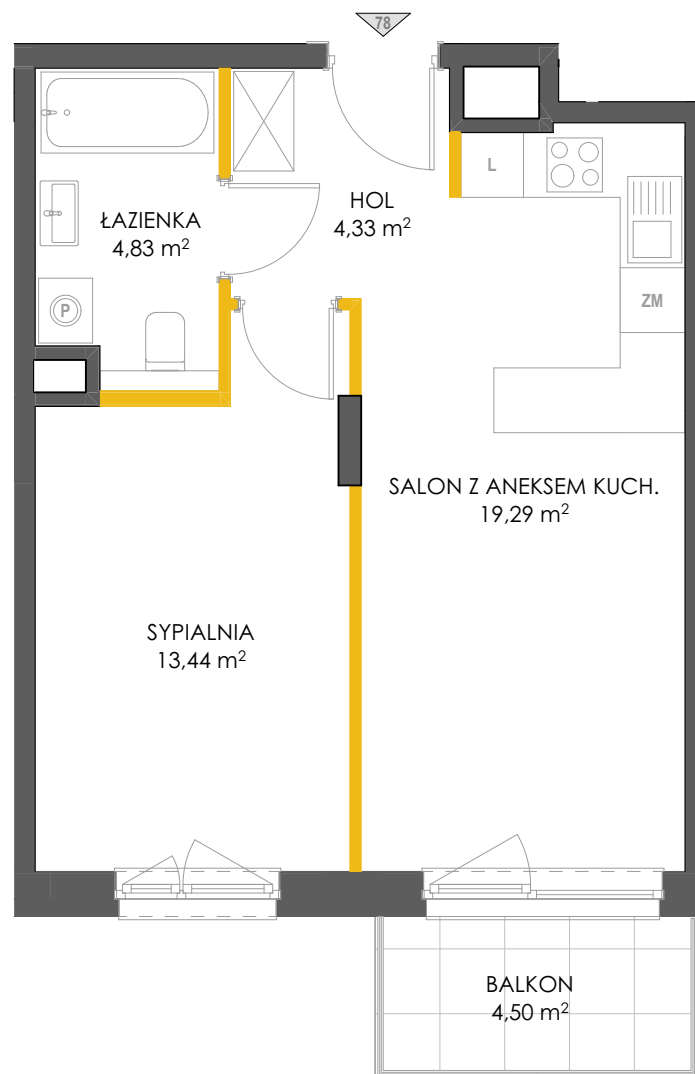 78
L
HOL
4,33 m²
ŁAZIENKA
4,83 m²
ZM
P
SALON Z ANEKSEM KUCH.
19,29 m²
SYPIALNIA
13,44 m²
BALKON
4,50 m²